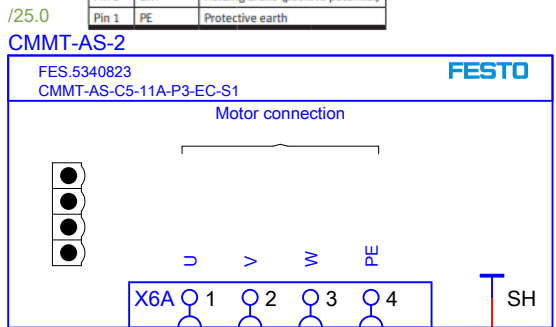 /25.0
Pin 1 PE Protective earth
CMMT-AS-2
FES.5340823 FESTO
CMMT-AS-C5-11A-P3-EC-S1
Motor connection
U V W PE
X6A 1 2 3 4 SH